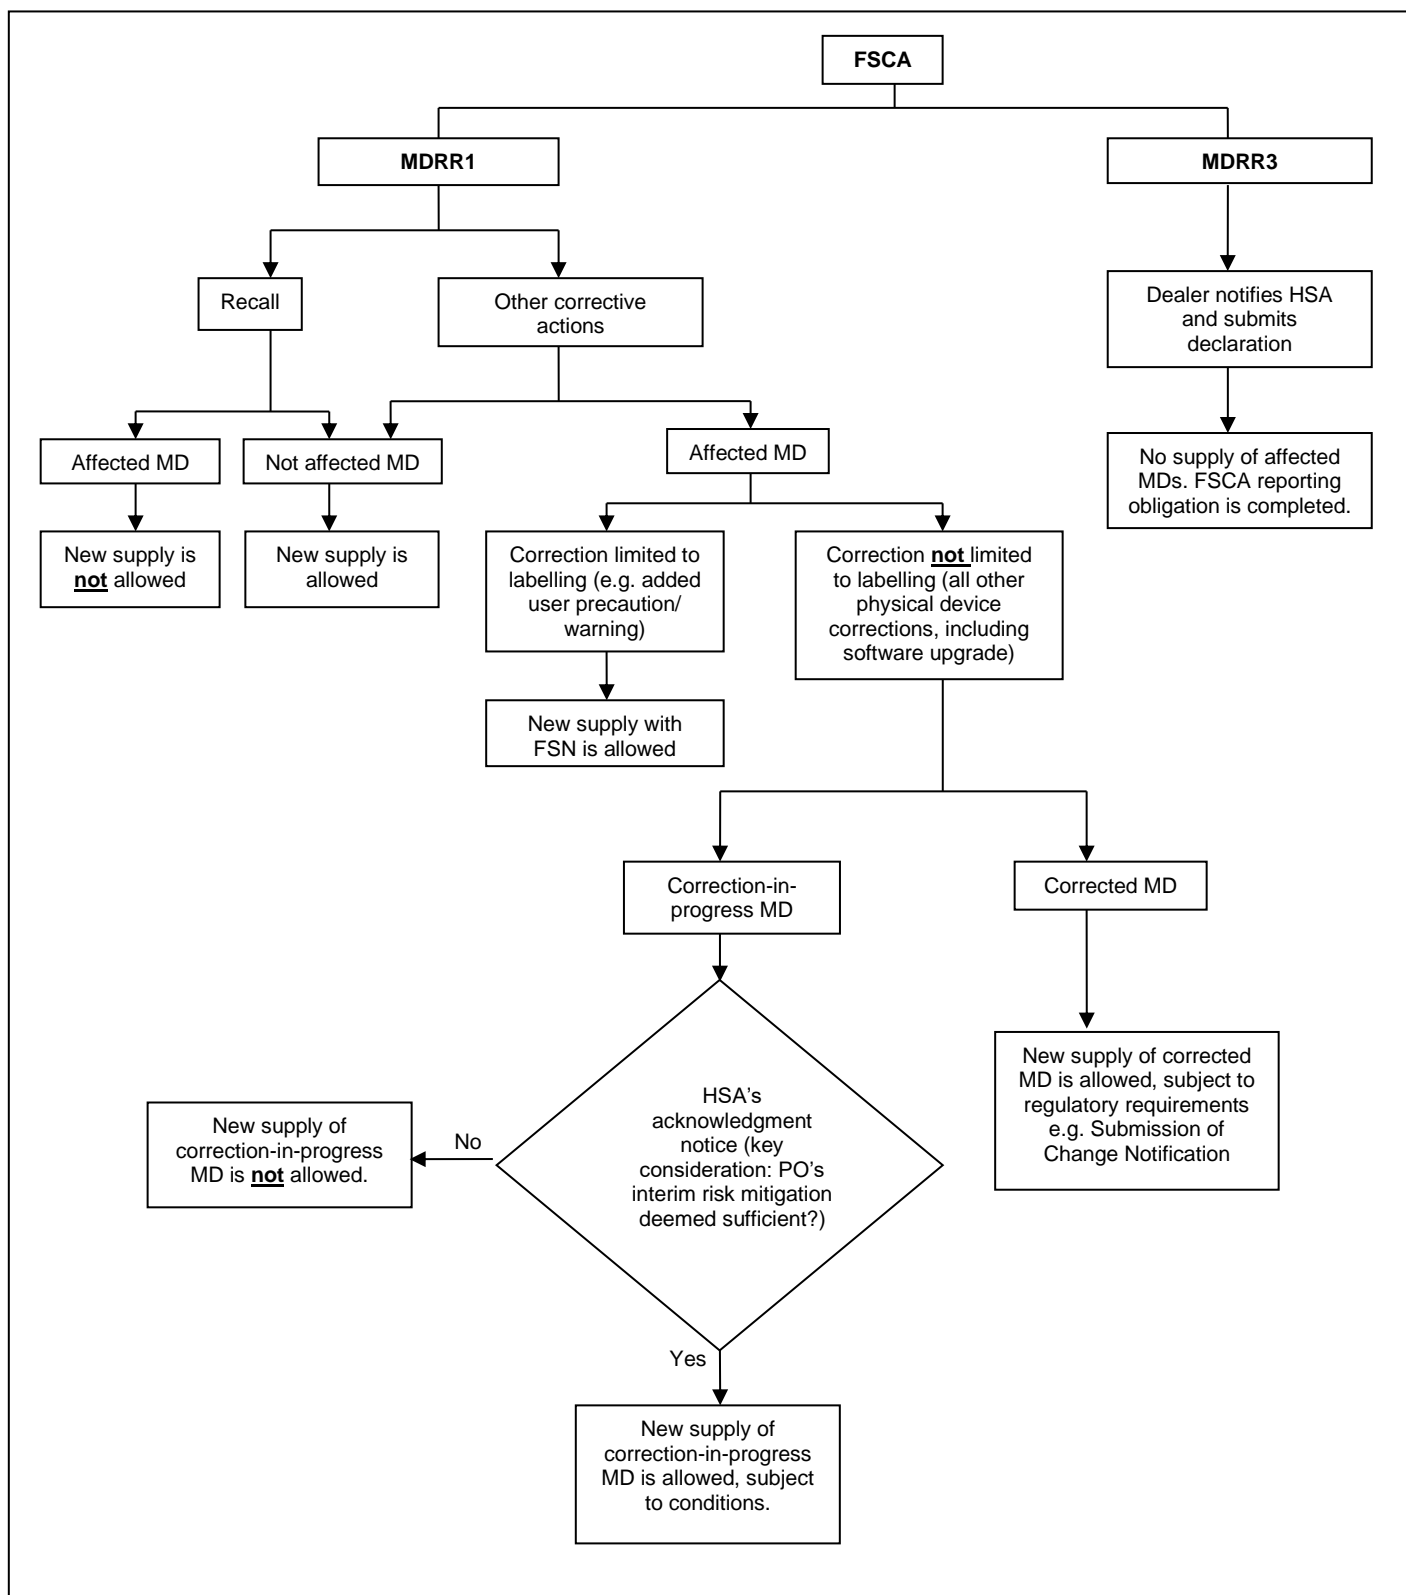 FSCA
MDRR1
MDRR3
Recall
Other corrective
actions
Dealer notifies HSA
and submits
declaration
Affected MD
Not affected MD
Affected MD
No supply of affected
MDs. FSCA reporting
obligation is completed.
New supply is
not allowed
New supply is
allowed
Correction limited to
labelling (e.g. added
user precaution/
warning)
Correction not limited
to labelling (all other
physical device
corrections, including
software upgrade)
New supply with
FSN is allowed
Correction-in-
progress MD
Corrected MD
New supply of corrected
MD is allowed, subject to
regulatory requirements
e.g. Submission of
Change Notification
HSA’s
acknowledgment
notice (key
consideration: PO’s
interim risk mitigation
deemed sufficient?)
No
New supply of
correction-in-progress
MD is not allowed.
Yes
New supply of
correction-in-progress
MD is allowed, subject
to conditions.